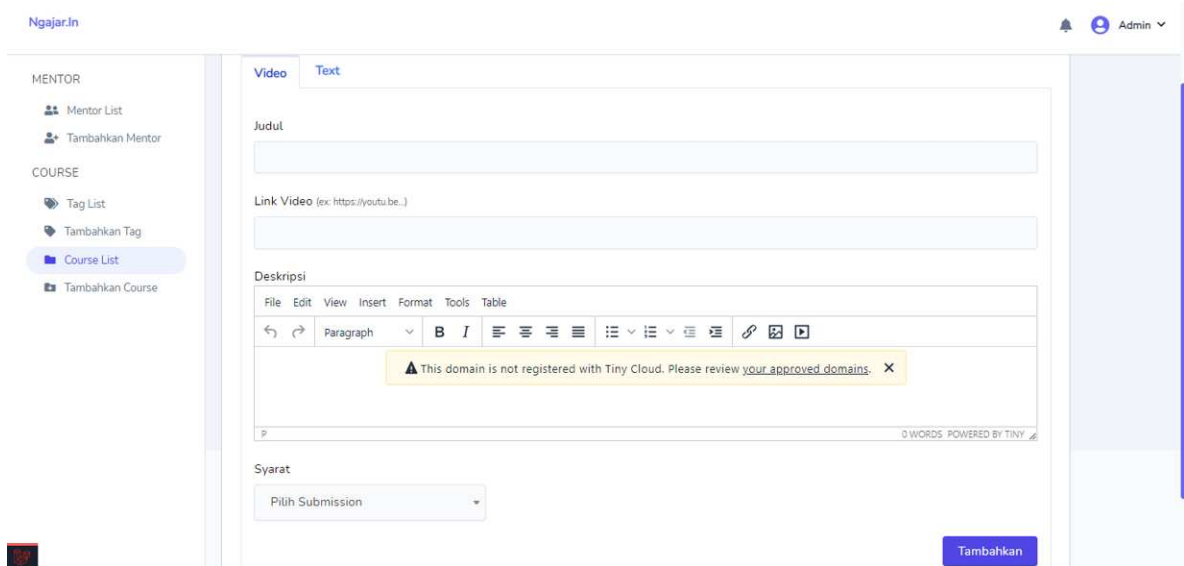 Ngajar.In
Admin
MENTOR
Mentor List
Tambahkan Mentor
COURSE
Tag List
Tambahkan Tag
Course List
Tambahkan Course
Video Text
Judul
Link Video (ex: https://youtu.be...)
Deskripsi
File Edit View Insert Format Tools Table
Paragraph B I
This domain is not registered with Tiny Cloud. Please review your approved domains.
P 0 WORDS POWERED BY TINY
Syarat
Pilih Submission
Tambahkan